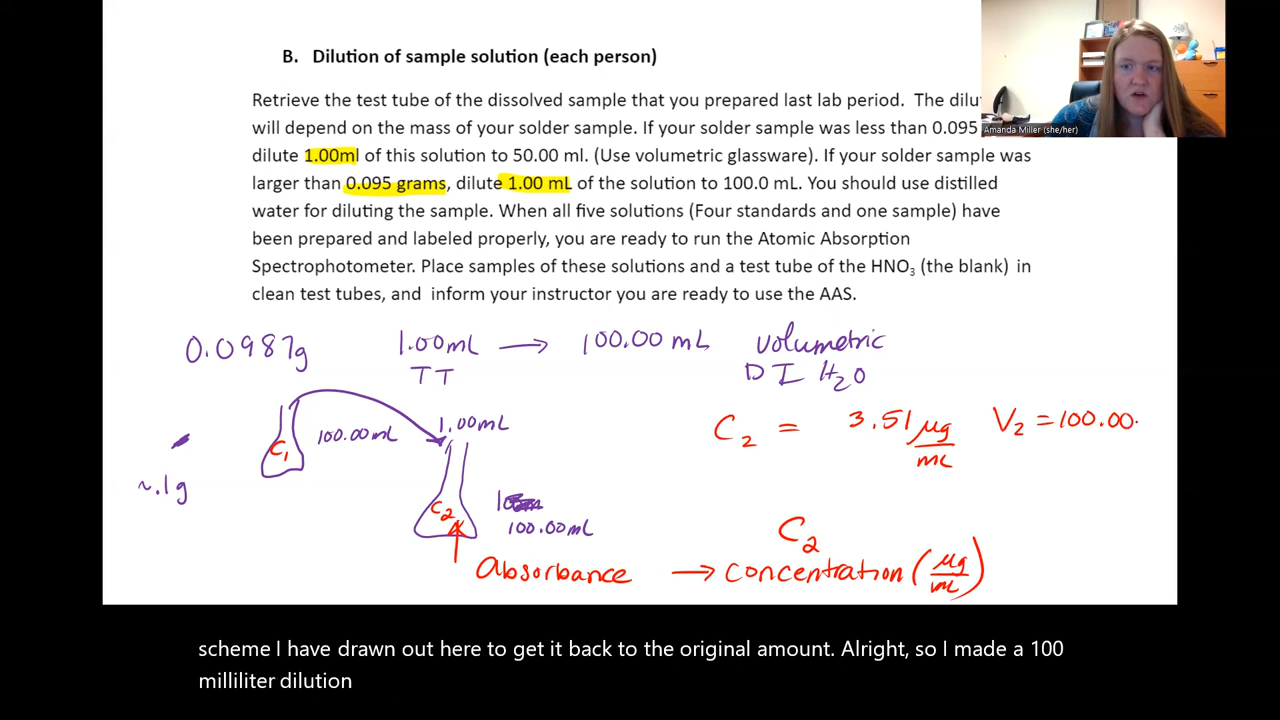 B. Dilution of sample solution (each person)
Retrieve the test tube of the dissolved sample that you prepared last lab period. The dilut
will depend on the mass of your solder sample. If your solder sample was less than 0.095
dilute 1.00ml of this solution to 50.00 ml. (Use volumetric glassware). If your solder sample was
larger than 0.095 grams, dilute 1.00 mL of the solution to 100.0 mL. You should use distilled
water for diluting the sample. When all five solutions (Four standards and one sample) have
been prepared and labeled properly, you are ready to run the Atomic Absorption
Spectrophotometer. Place samples of these solutions and a test tube of the HNO₃ (the blank) in
clean test tubes, and inform your instructor you are ready to use the AAS.
Amanda Miller (she/her)
0.0987g 1.00mL → 100.00 mL volumetric
TT DI H₂O
1.00mL
C₁ 100.00mL
C₂ = 3.51 μg/mL V₂ = 100.00
~.1g
C₂
100.00mL
C₂
Absorbance → concentration (μg/mL)
scheme I have drawn out here to get it back to the original amount. Alright, so I made a 100
milliliter dilution